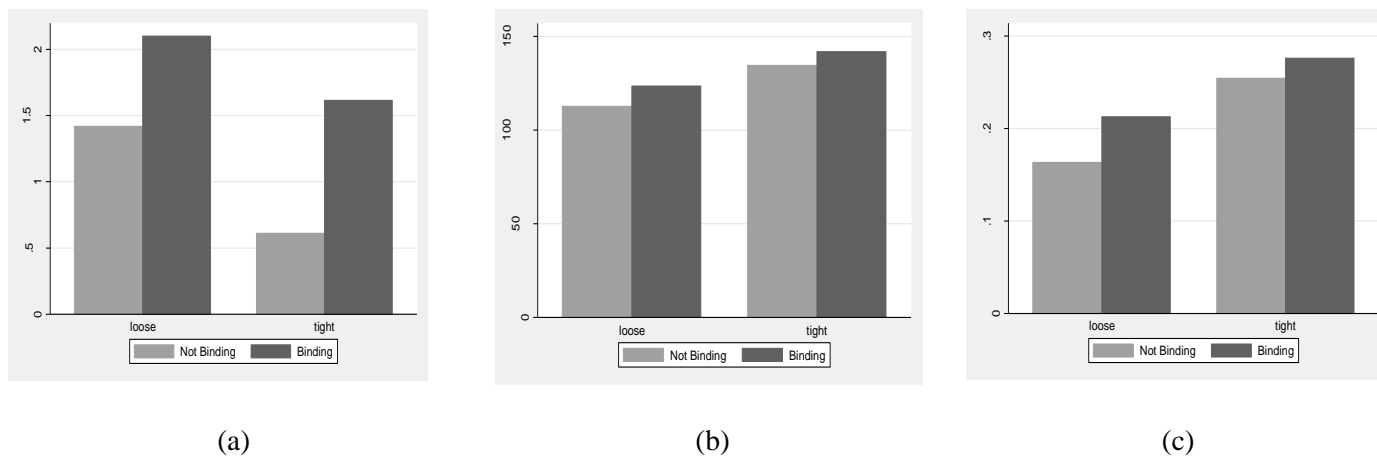 2
1.5
1
.5
0
loose tight
Not Binding Binding
(a)
150
100
50
0
loose tight
Not Binding Binding
(b)
.3
.2
.1
0
loose tight
Not Binding Binding
(c)